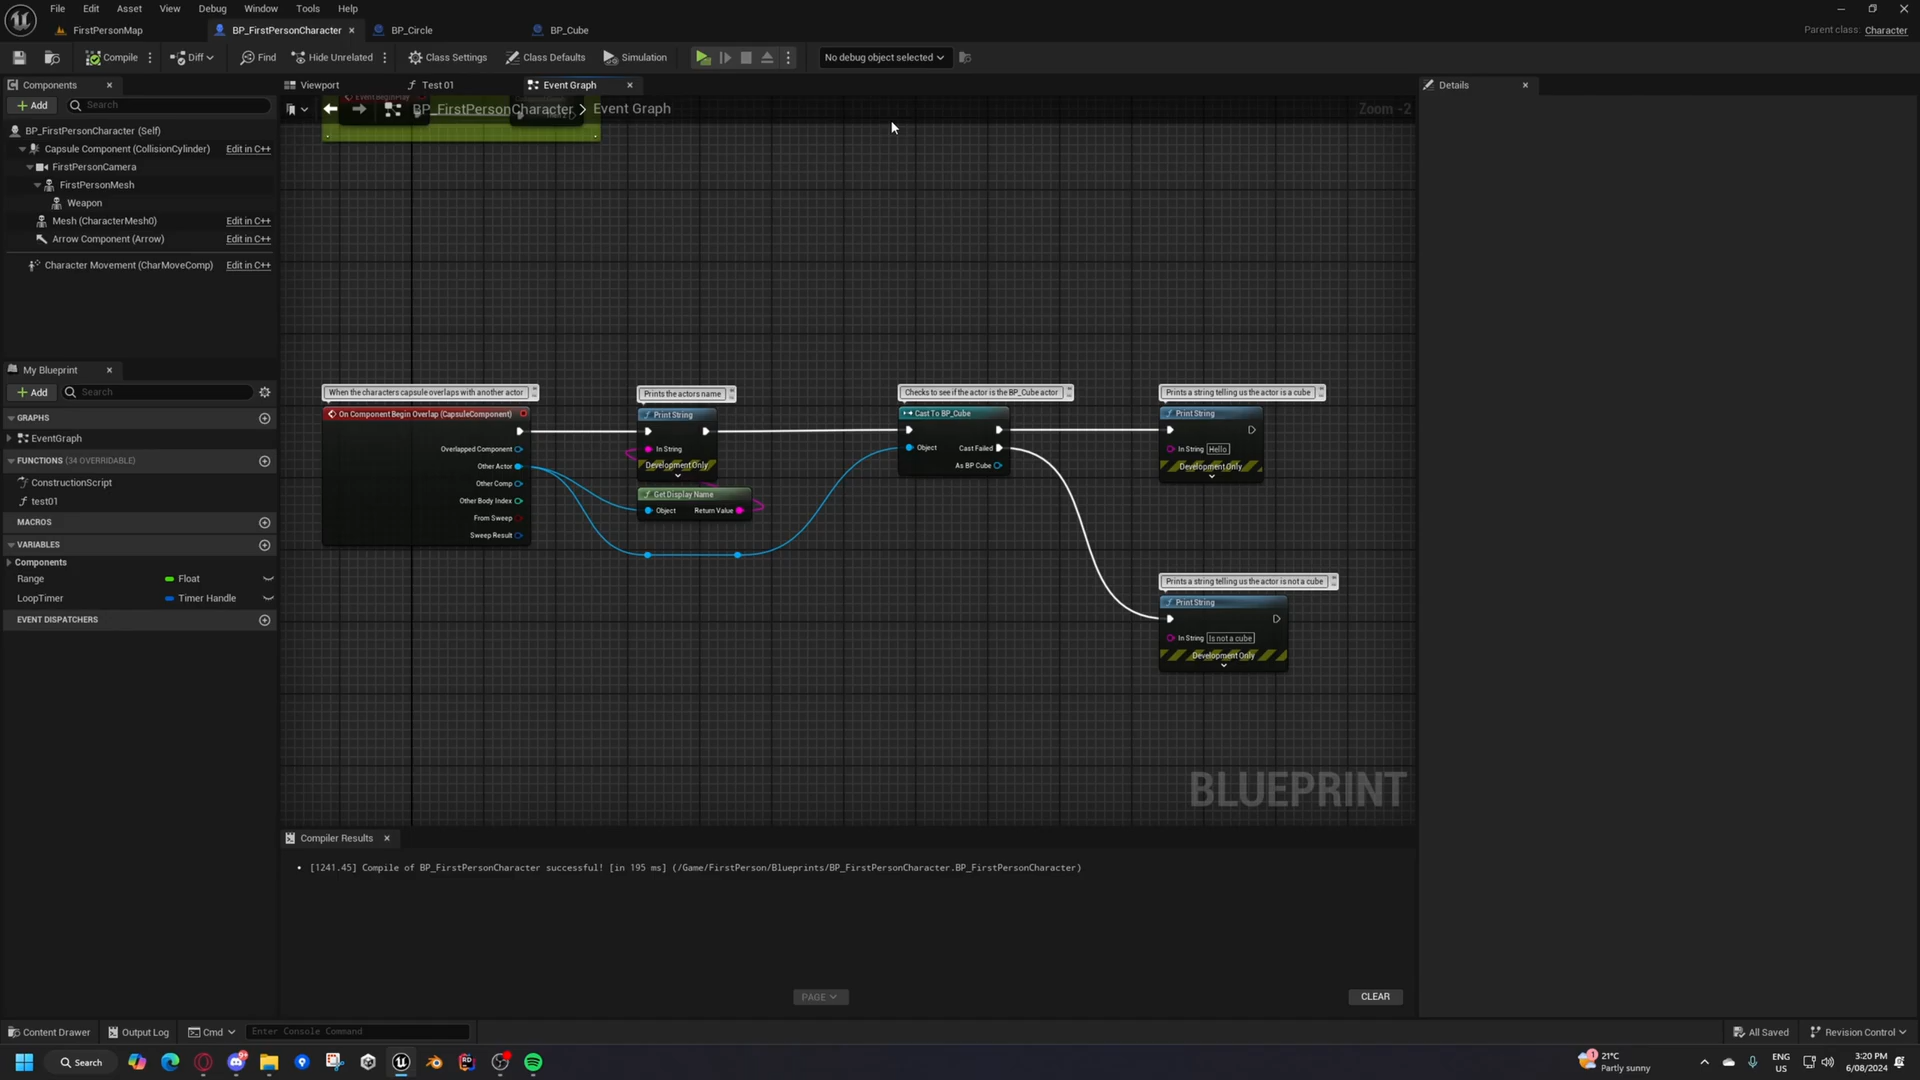 File Edit Asset View Debug Window Tools Help
FirstPersonMap BP_FirstPersonCharacter BP_Circle BP_Cube
Parent class: Character
Compile Diff Find Hide Unrelated Class Settings Class Defaults Simulation No debug object selected
Components
Add Search
BP_FirstPersonCharacter (Self)
Capsule Component (CollisionCylinder) Edit in C++
FirstPersonCamera
FirstPersonMesh
Weapon
Mesh (CharacterMesh0) Edit in C++
Arrow Component (Arrow) Edit in C++
Character Movement (CharMoveComp) Edit in C++
My Blueprint
Add Search
GRAPHS
EventGraph
FUNCTIONS (34 OVERRIDABLE)
ConstructionScript
test01
MACROS
VARIABLES
Components
Range Float
LoopTimer Timer Handle
EVENT DISPATCHERS
Viewport Test 01 Event Graph
BP_FirstPersonCharacter > Event Graph
Zoom -2
When the characters capsule overlaps with another actor
On Component Begin Overlap (CapsuleComponent)
Overlapped Component
Other Actor
Other Comp
Other Body Index
From Sweep
Sweep Result
Prints the actors name
Print String
In String
Development Only
Get Display Name
Object Return Value
Checks to see if the actor is the BP_Cube actor
Cast To BP_Cube
Object Cast Failed
As BP Cube
Prints a string telling us the actor is a cube
Print String
In String Hello
Development Only
Prints a string telling us the actor is not a cube
Print String
In String Is not a cube
Development Only
BLUEPRINT
Details
Compiler Results
[1241.45] Compile of BP_FirstPersonCharacter successful! [in 195 ms] (/Game/FirstPerson/Blueprints/BP_FirstPersonCharacter.BP_FirstPersonCharacter)
PAGE
CLEAR
Content Drawer Output Log Cmd Enter Console Command
All Saved Revision Control
Search
21°C
Partly sunny
ENG
US
3:20 PM
6/08/2024